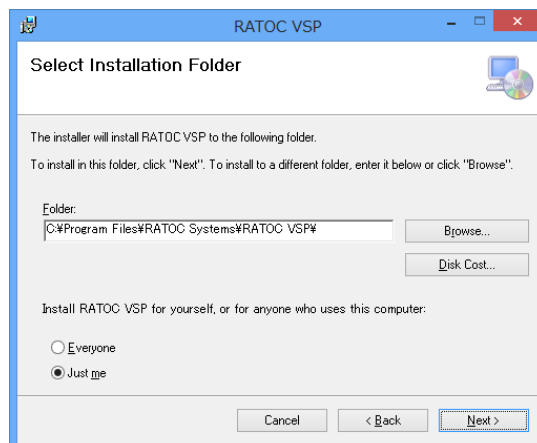 RATOC VSP
Select Installation Folder
The installer will install RATOC VSP to the following folder.
To install in this folder, click "Next". To install to a different folder, enter it below or click "Browse".
Folder:
C:¥Program Files¥RATOC Systems¥RATOC VSP¥
Browse...
Disk Cost...
Install RATOC VSP for yourself, or for anyone who uses this computer:
Everyone
Just me
Cancel
< Back
Next >